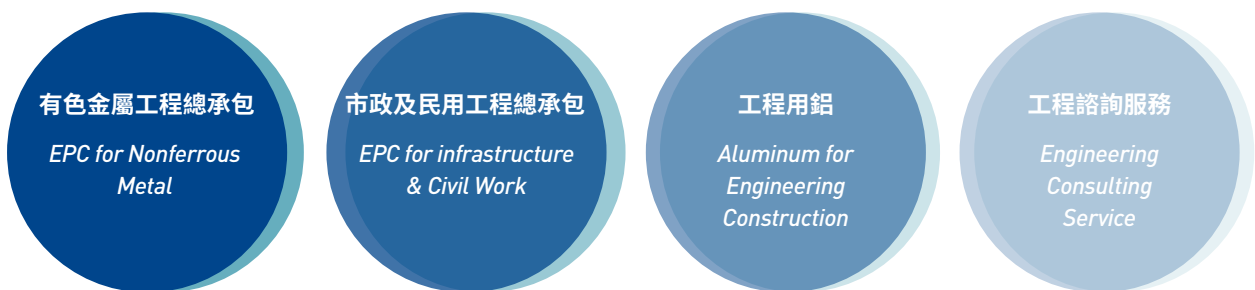 有色金屬工程總承包
EPC for Nonferrous
Metal
市政及民用工程總承包
EPC for infrastructure
& Civil Work
工程用鋁
Aluminum for
Engineering
Construction
工程諮詢服務
Engineering
Consulting
Service